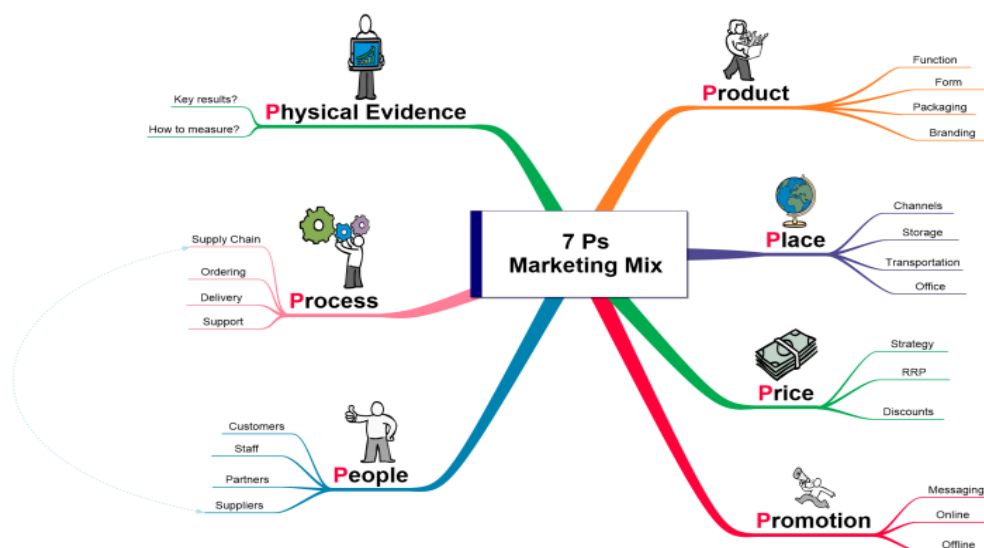 7 Ps
Marketing Mix
Product
Function
Form
Packaging
Branding
Place
Channels
Storage
Transportation
Office
Price
Strategy
RRP
Discounts
Promotion
Messaging
Online
Offline
People
Customers
Staff
Partners
Suppliers
Process
Supply Chain
Ordering
Delivery
Support
Physical Evidence
Key results?
How to measure?